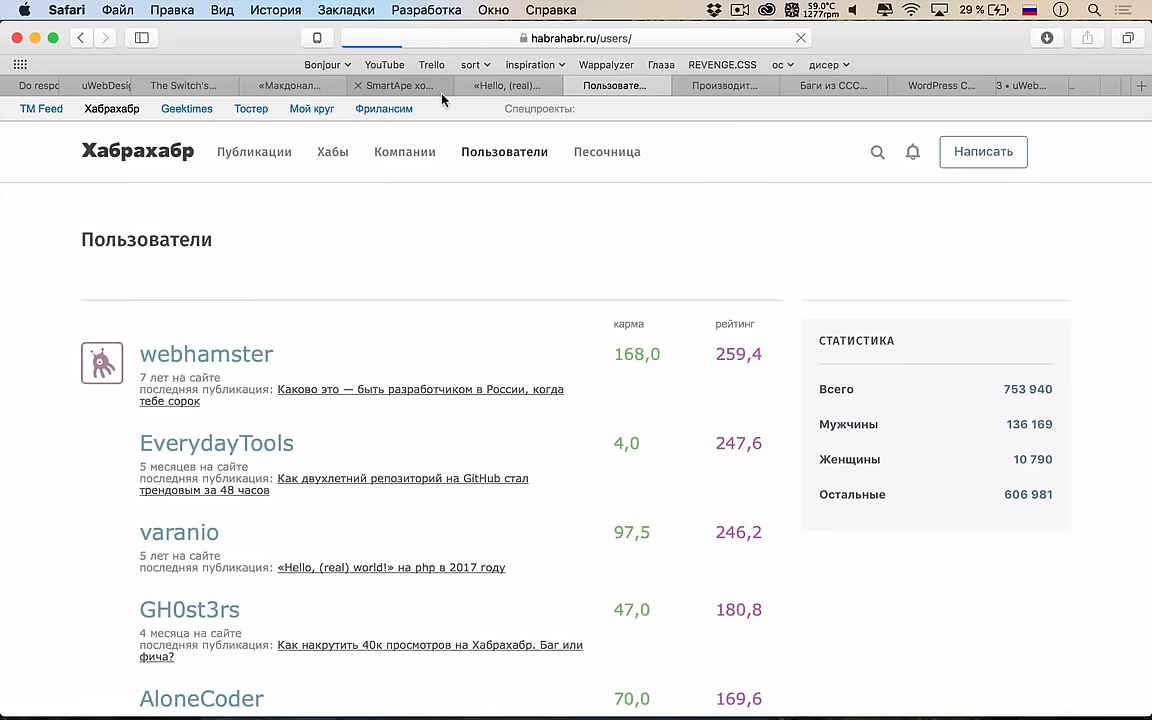 Safari Файл Правка Вид История Закладки Разработка Окно Справка 59.0°C 1277rpm 29 %
habrahabr.ru/users/
Bonjour YouTube Trello sort inspiration Wappalyzer Глаза REVENGE.CSS ос дисер
Do respo uWebDesig The Switch's... «Макдонал... SmartApe хо... «Hello, (real)... Пользовате... Производит... Баги из ССС... WordPress C... 3 • uWeb... ..
TM Feed Хабрахабр Geektimes Тостер Мой круг Фрилансим Спецпроекты:
Хабрахабр Публикации Хабы Компании Пользователи Песочница Написать
Пользователи
карма рейтинг
webhamster 168,0 259,4
7 лет на сайте
последняя публикация: Каково это — быть разработчиком в России, когда
тебе сорок
EverydayTools 4,0 247,6
5 месяцев на сайте
последняя публикация: Как двухлетний репозиторий на GitHub стал
трендовым за 48 часов
varanio 97,5 246,2
5 лет на сайте
последняя публикация: «Hello, (real) world!» на php в 2017 году
GH0st3rs 47,0 180,8
4 месяца на сайте
последняя публикация: Как накрутить 40к просмотров на Хабрахабр. Баг или
фича?
AloneCoder 70,0 169,6
СТАТИСТИКА
Всего 753 940
Мужчины 136 169
Женщины 10 790
Остальные 606 981